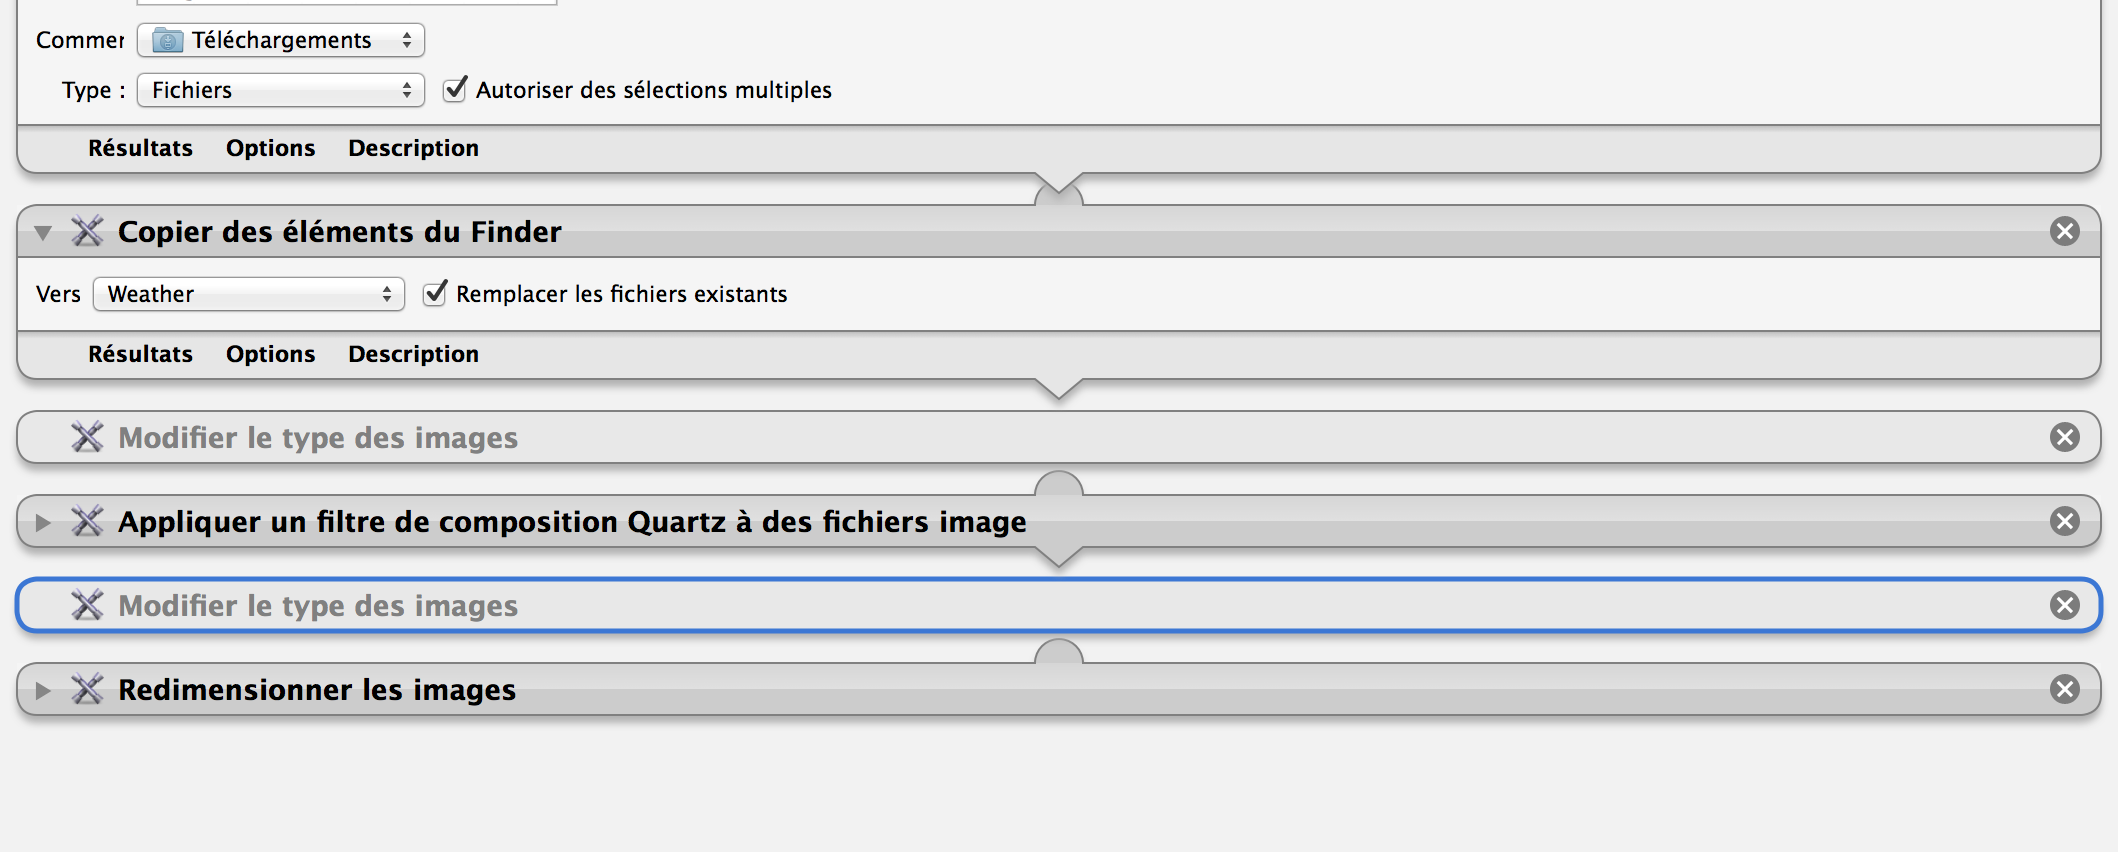 Commer Téléchargements
Type : Fichiers Autoriser des sélections multiples
Résultats Options Description
Copier des éléments du Finder
Vers Weather Remplacer les fichiers existants
Résultats Options Description
Modifier le type des images
Appliquer un filtre de composition Quartz à des fichiers image
Modifier le type des images
Redimensionner les images